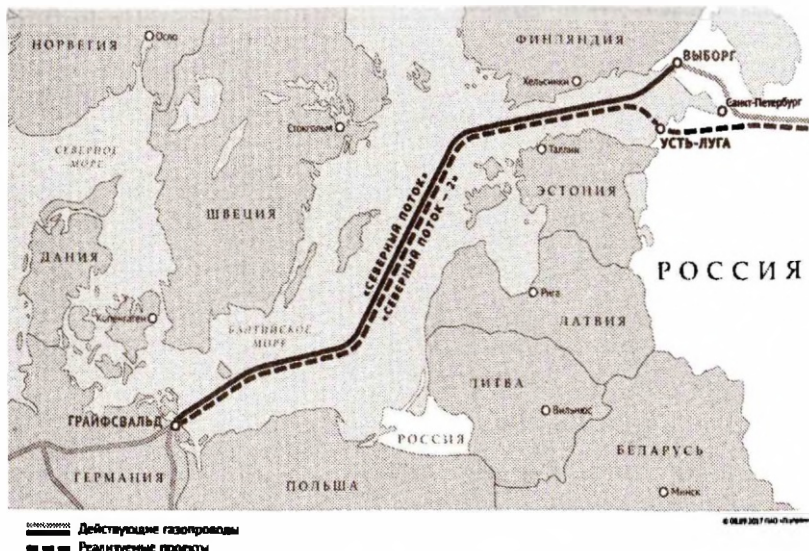 НОРВЕГИЯ
Осло
ФИНЛЯНДИЯ
ВЫБОРГ
Хельсинки
Санкт-Петербург
Стокгольм
УСТЬ-ЛУГА
СЕВЕРНОЕ
МОРЕ
Таллин
ЭСТОНИЯ
ШВЕЦИЯ
«СЕВЕРНЫЙ ПОТОК»
«СЕВЕРНЫЙ ПОТОК – 2»
ДАНИЯ
РОССИЯ
Рига
Копенгаген
ЛАТВИЯ
БАЛТИЙСКОЕ
МОРЕ
ЛИТВА
ГРАЙФСВАЛЬД
Вильнюс
РОССИЯ
БЕЛАРУСЬ
ГЕРМАНИЯ
ПОЛЬША
Минск
Действующие газопроводы
Реализуемые проекты